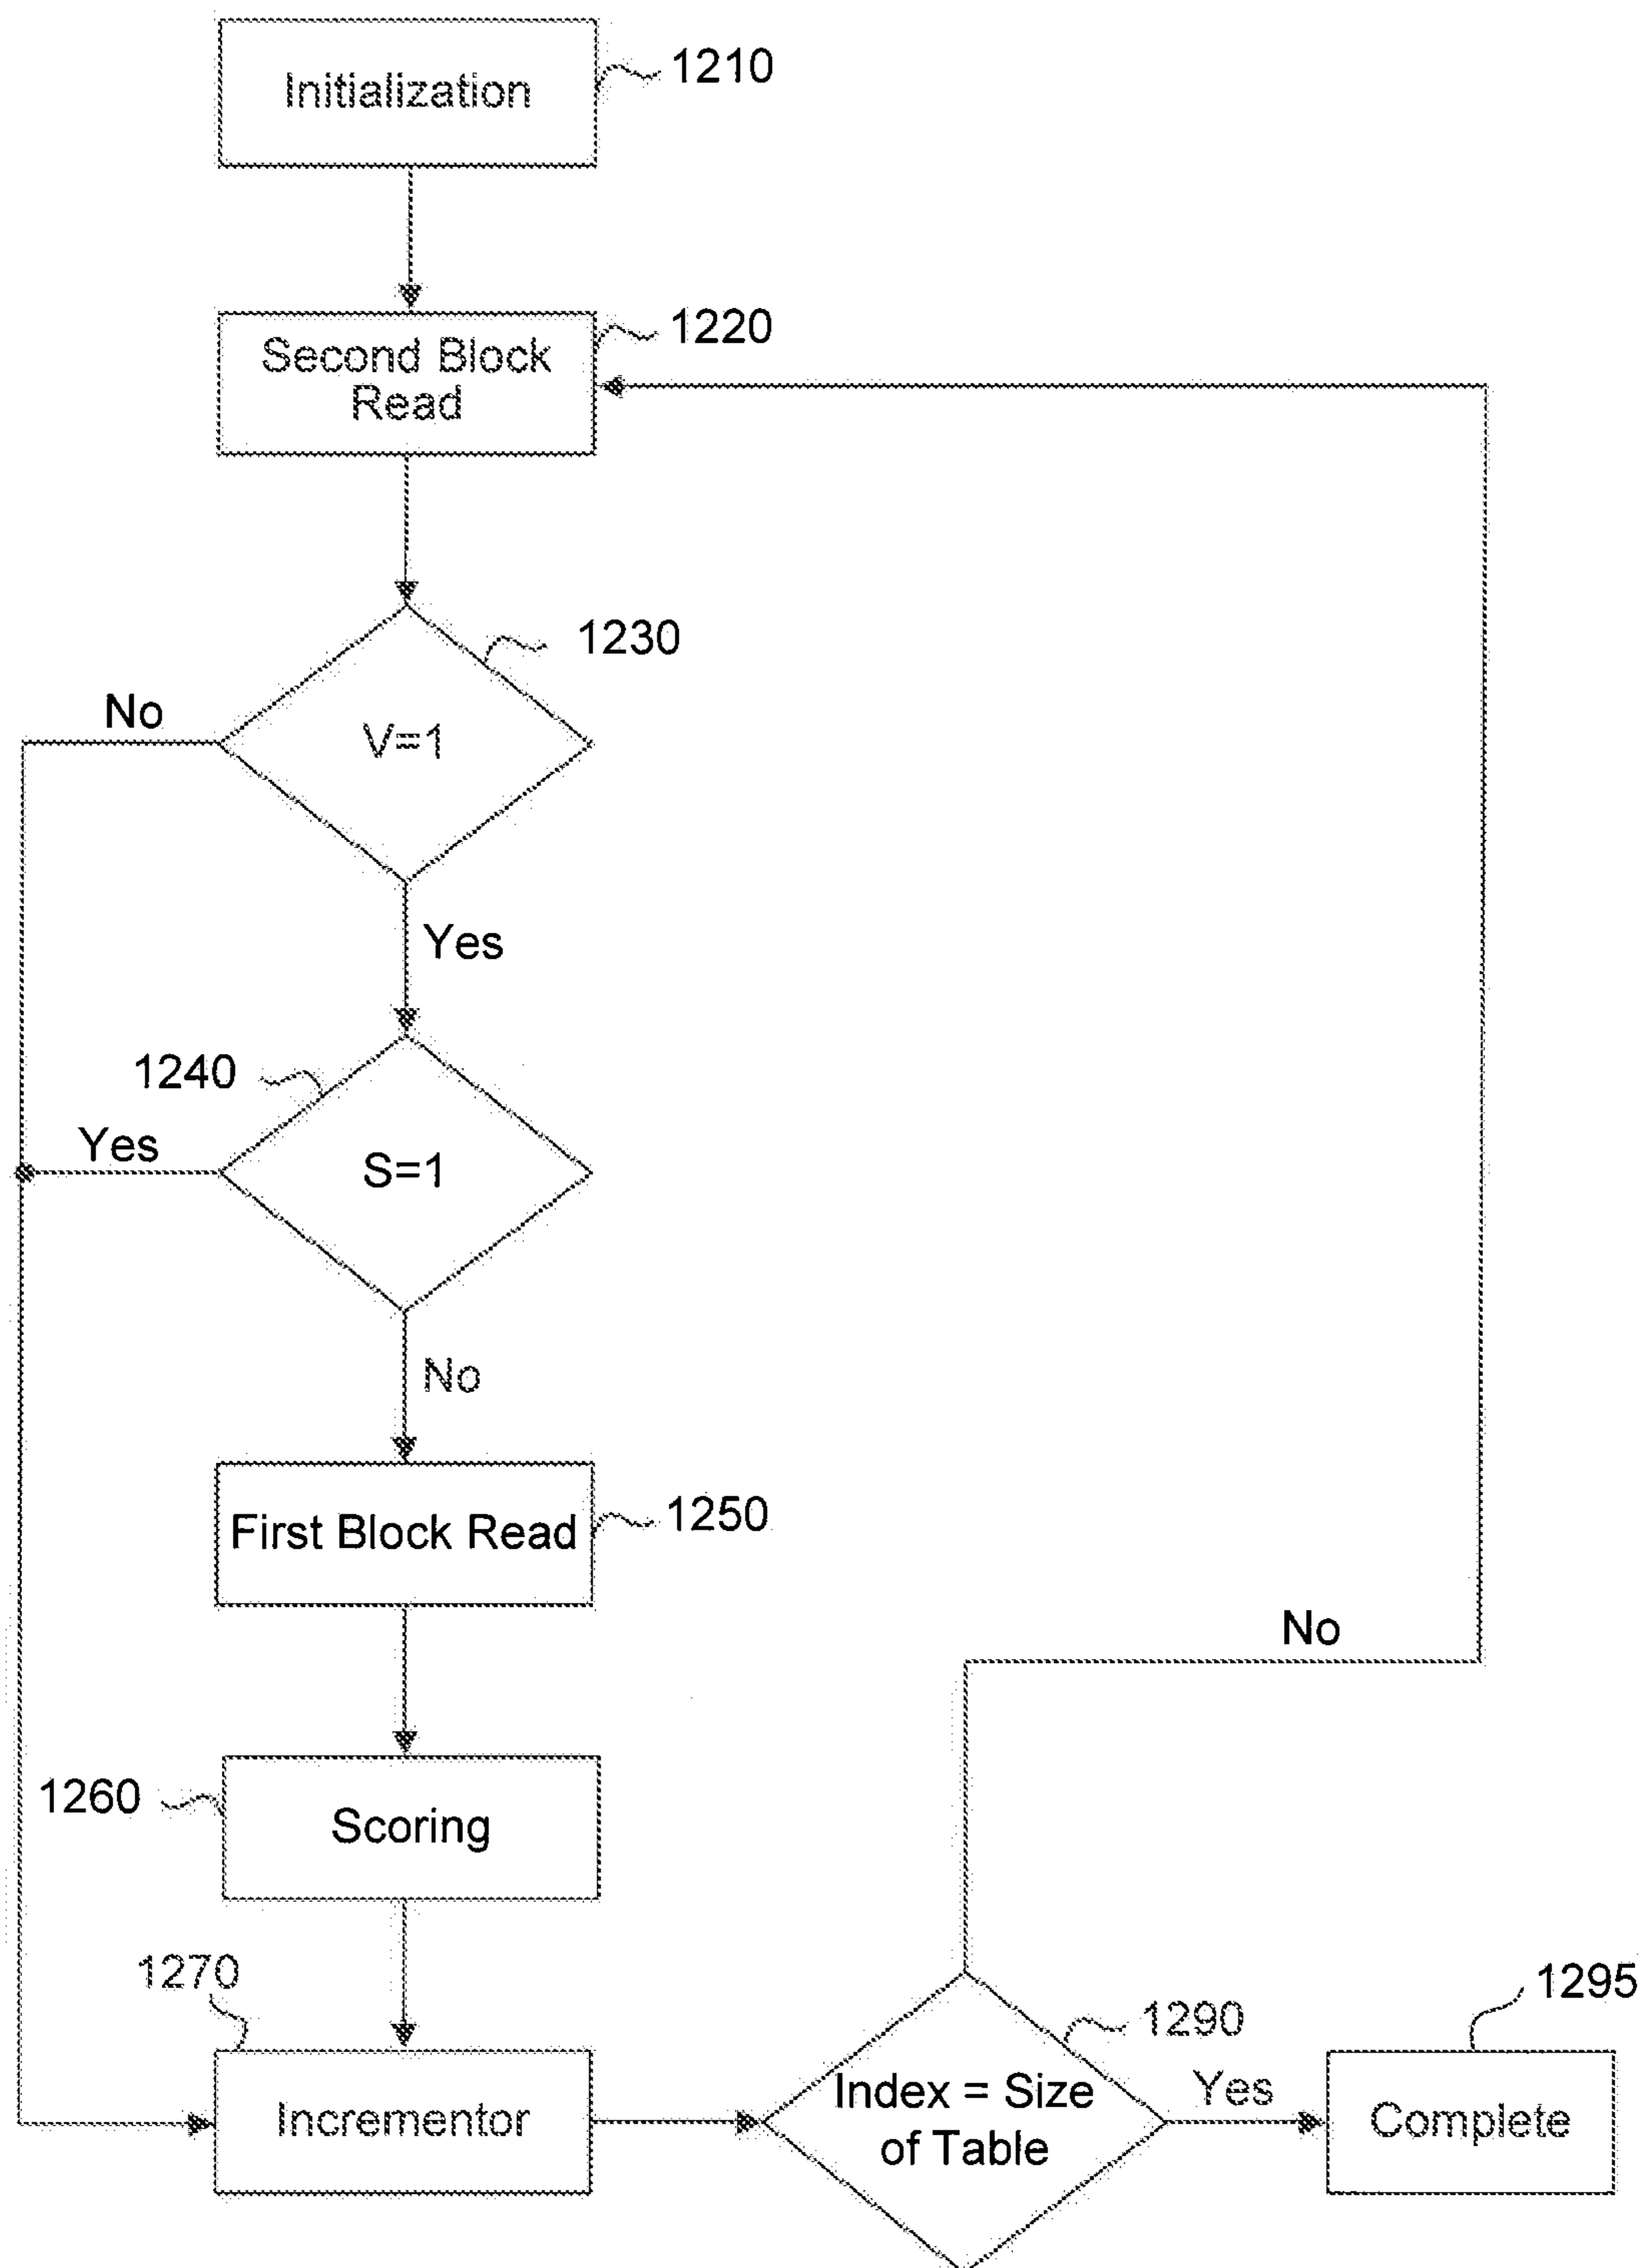 Initialization
1210
Second Block
Read
1220
1230
No
V=1
Yes
1240
Yes
S=1
No
First Block Read
1250
No
1260
Scoring
1270
Incrementor
1290
Index = Size
of Table
Yes
1295
Complete